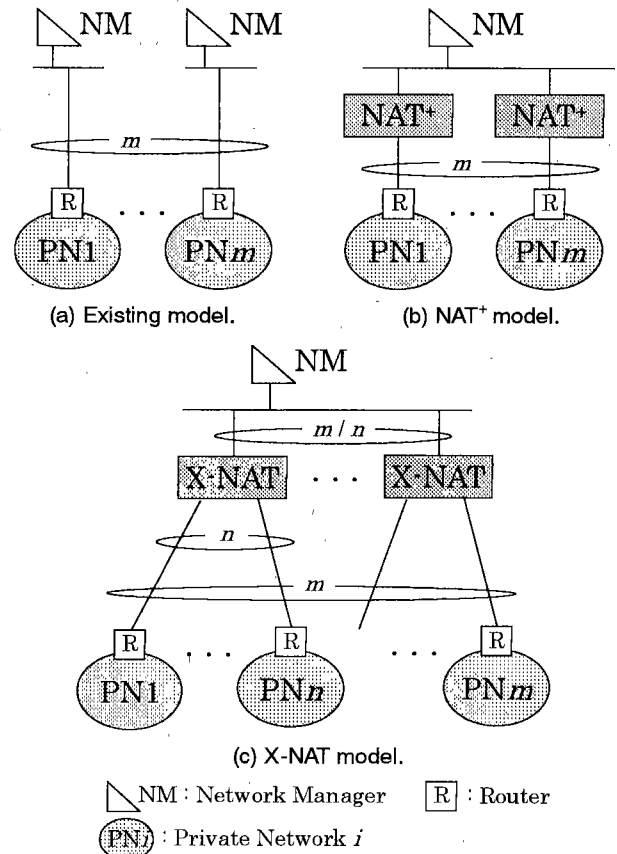 NM NM
m
R R
PN1 . . . PNm
(a) Existing model.
NM
NAT+ NAT+
m
R R
PN1 . . . PNm
(b) NAT+ model.
NM
m / n
X-NAT . . . X-NAT
n
m
R R R
PN1 . . . PNn . . . PNm
(c) X-NAT model.
NM : Network Manager R : Router
PNi : Private Network i